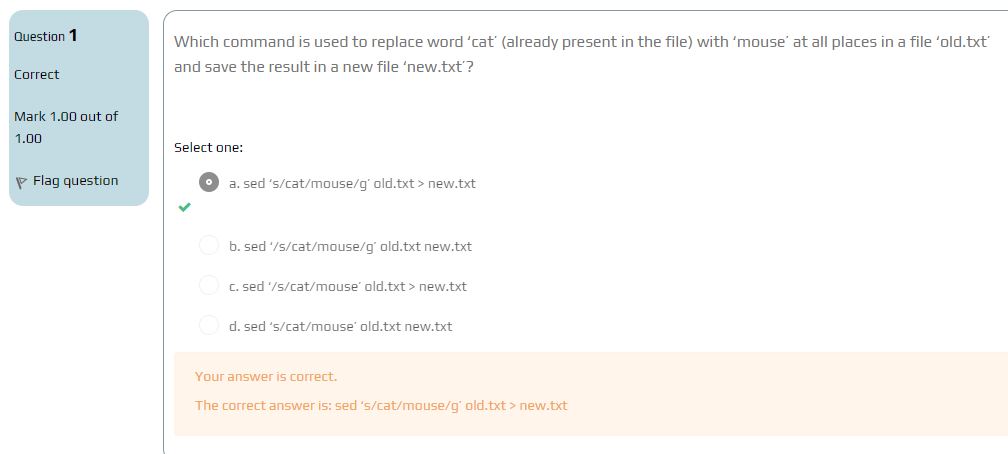 Question 1
Correct
Mark 1.00 out of
1.00
Flag question
Which command is used to replace word ‘cat’ (already present in the file) with ‘mouse’ at all places in a file ‘old.txt’
and save the result in a new file ‘new.txt’?
Select one:
a. sed ‘s/cat/mouse/g’ old.txt > new.txt
b. sed ‘/s/cat/mouse/g’ old.txt new.txt
c. sed ‘/s/cat/mouse’ old.txt > new.txt
d. sed ‘s/cat/mouse’ old.txt new.txt
Your answer is correct.
The correct answer is: sed ‘s/cat/mouse/g’ old.txt > new.txt